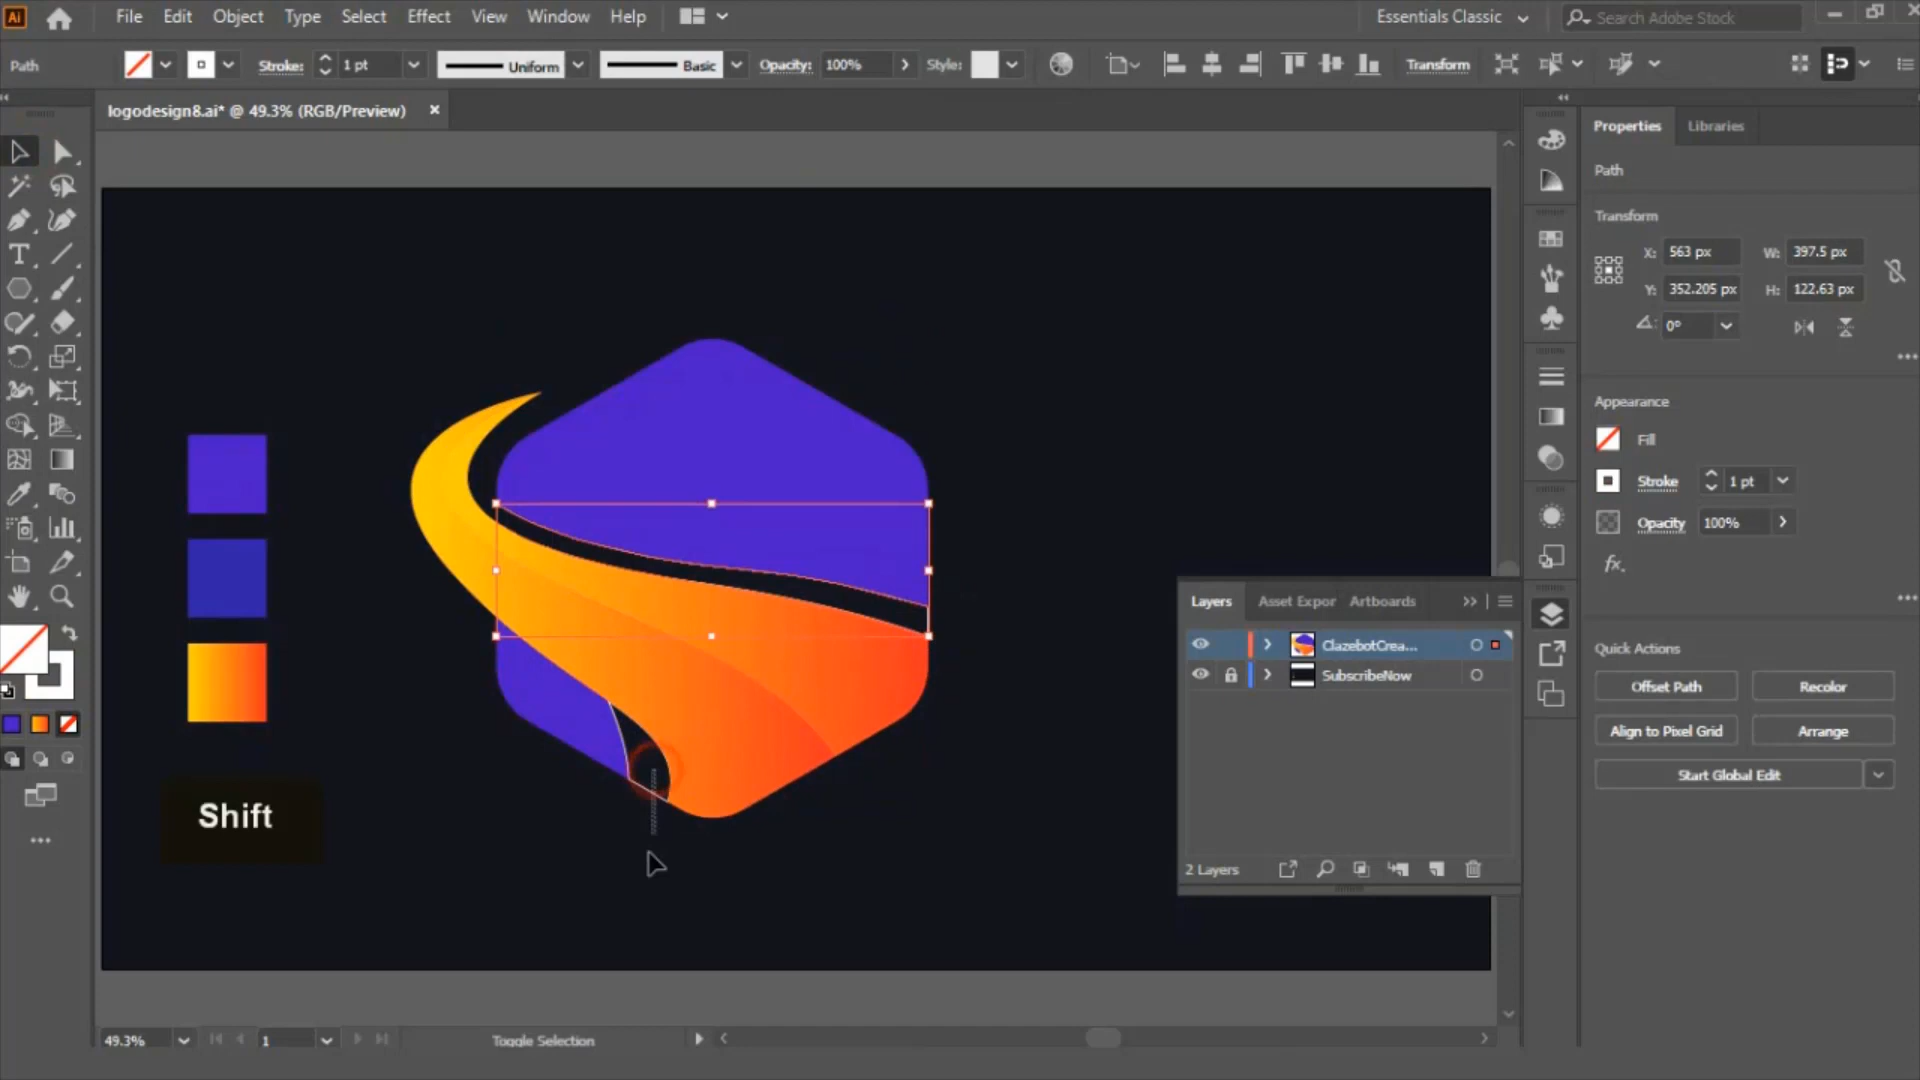 Ai File Edit Object Type Select Effect View Window Help Essentials Classic Search Adobe Stock
Path Stroke: 1 pt Uniform Basic Opacity: 100% Style: Transform
logodesign8.ai* @ 49.3% (RGB/Preview) ×
Properties Libraries
Path
Transform
X: 563 px W: 397.5 px
Y: 352.205 px H: 122.63 px
0°
Appearance
Fill
Stroke 1 pt
Opacity 100%
fx.
Quick Actions
Offset Path Recolor
Align to Pixel Grid Arrange
Start Global Edit
Layers Asset Expor Artboards
ClazebotCrea...
SubscribeNow
2 Layers
Shift
49.3% 1 Toggle Selection